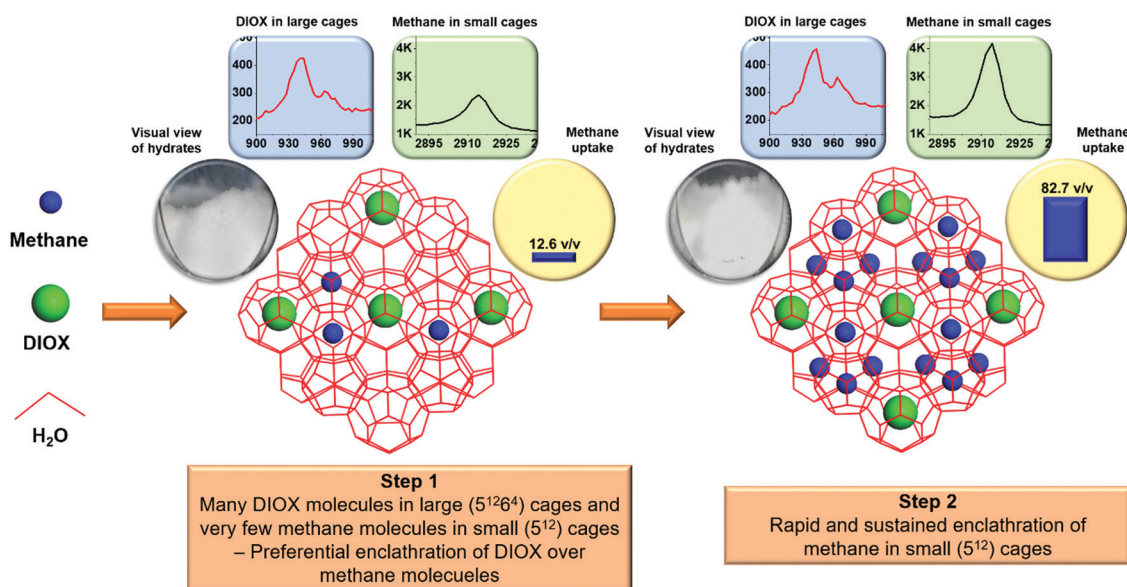 DIOX in large cages
Methane in small cages
500
400
300
200
900 930 960 990
4K
3K
2K
1K
2895 2910 2925 2
Visual view
of hydrates
Methane
uptake
12.6 v/v
DIOX in large cages
Methane in small cages
400
300
200
900 930 960 990
4K
3K
2K
1K
2895 2910 2925 2
Visual view
of hydrates
Methane
uptake
82.7 v/v
Methane
DIOX
H₂O
Step 1
Many DIOX molecules in large (5¹²6⁴) cages and
very few methane molecules in small (5¹²) cages
– Preferential enclathration of DIOX over
methane molecueles
Step 2
Rapid and sustained enclathration of
methane in small (5¹²) cages